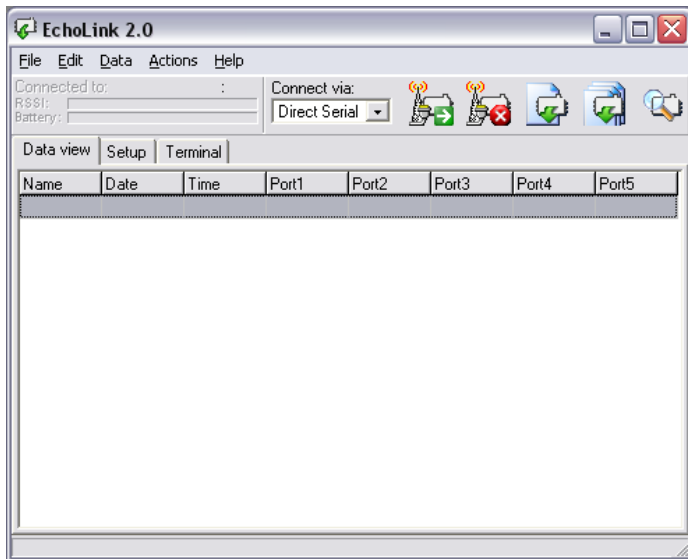 EchoLink 2.0
File Edit Data Actions Help
Connected to: :
RSSI:
Battery:
Connect via:
Direct Serial
Data view Setup Terminal
Name Date Time Port1 Port2 Port3 Port4 Port5